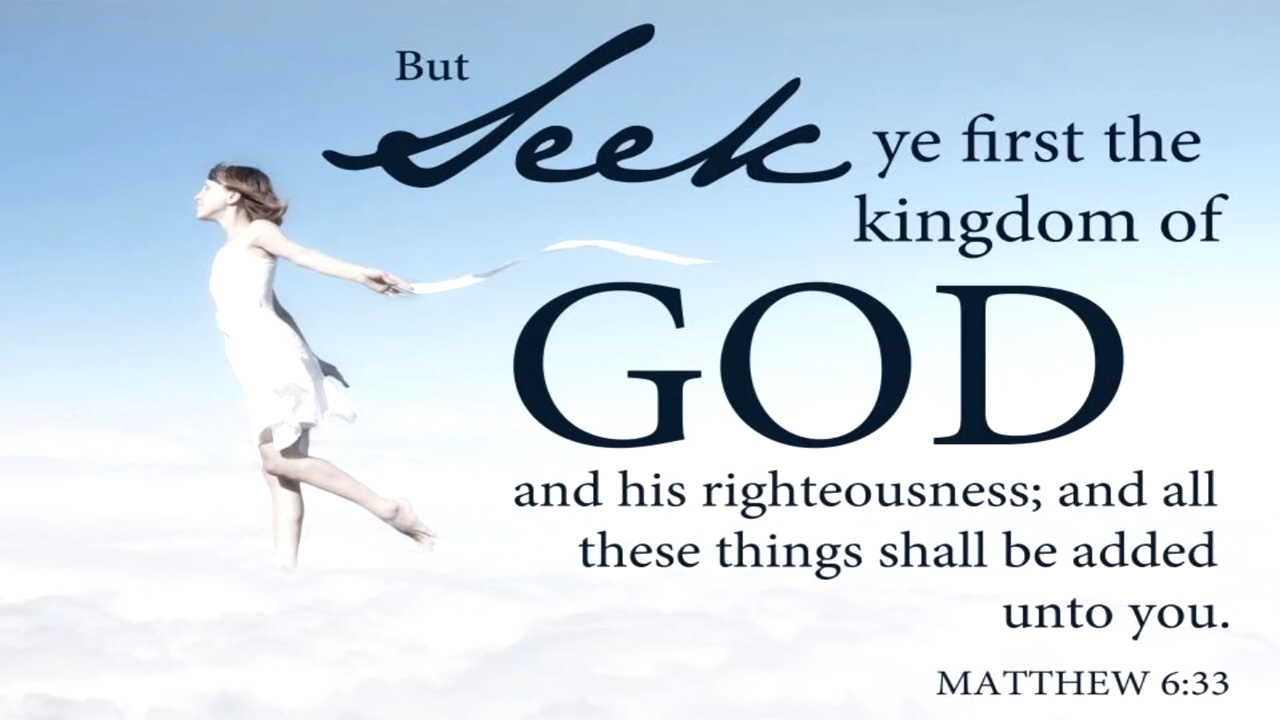 But
Seek ye first the
kingdom of
GOD
and his righteousness; and all
these things shall be added
unto you.
MATTHEW 6:33